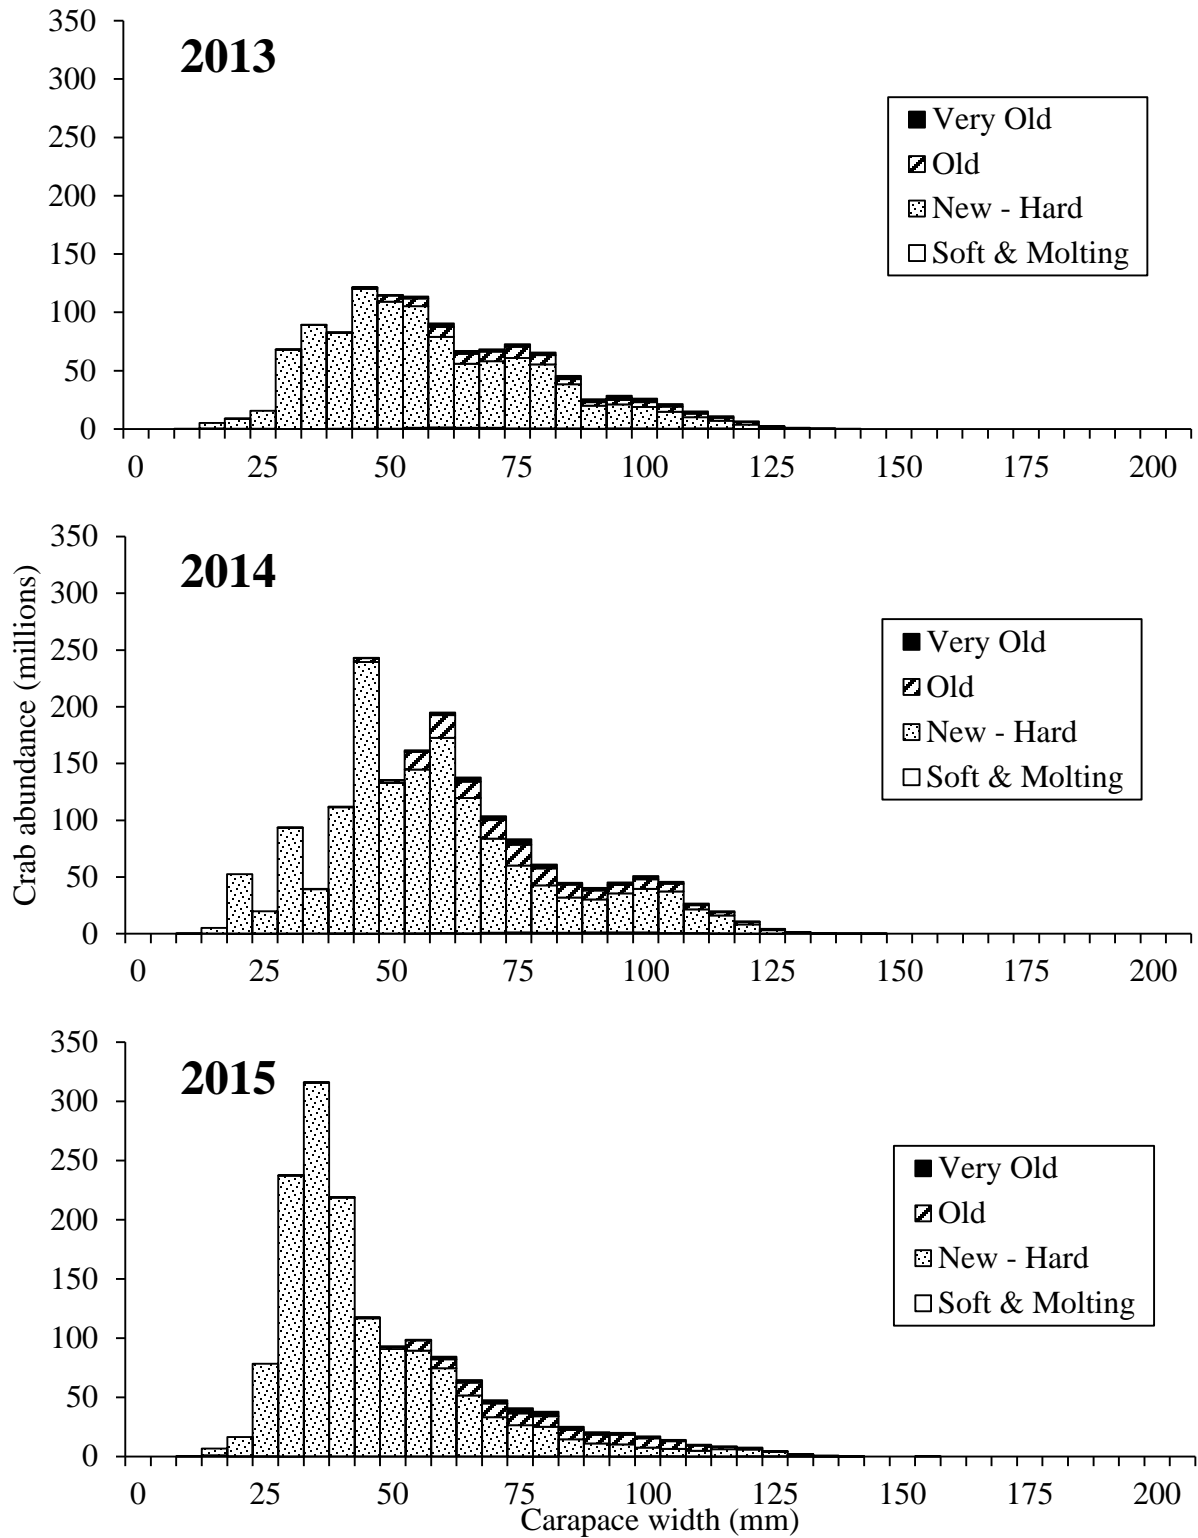 350
2013
300
Very Old
250
Old
200
New - Hard
150
Soft & Molting
100
50
0
0 25 50 75 100 125 150 175 200
Crab abundance (millions)
350
2014
300
Very Old
250
Old
200
New - Hard
150
Soft & Molting
100
50
0
0 25 50 75 100 125 150 175 200
350
2015
300
250
Very Old
200
Old
150
New - Hard
100
Soft & Molting
50
0
0 25 50 75 100 125 150 175 200
Carapace width (mm)